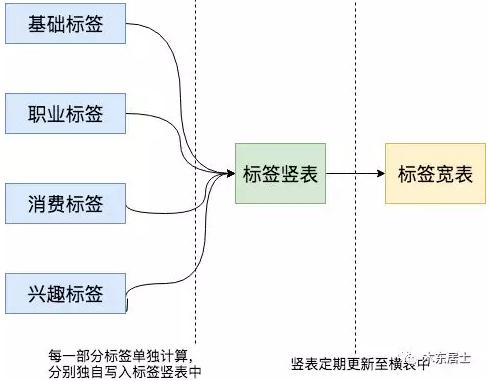 基础标签
职业标签
标签竖表
标签宽表
消费标签
兴趣标签
每一部分标签单独计算，
分别独自写入标签竖表中
竖表定期更新至横表中
木东居士